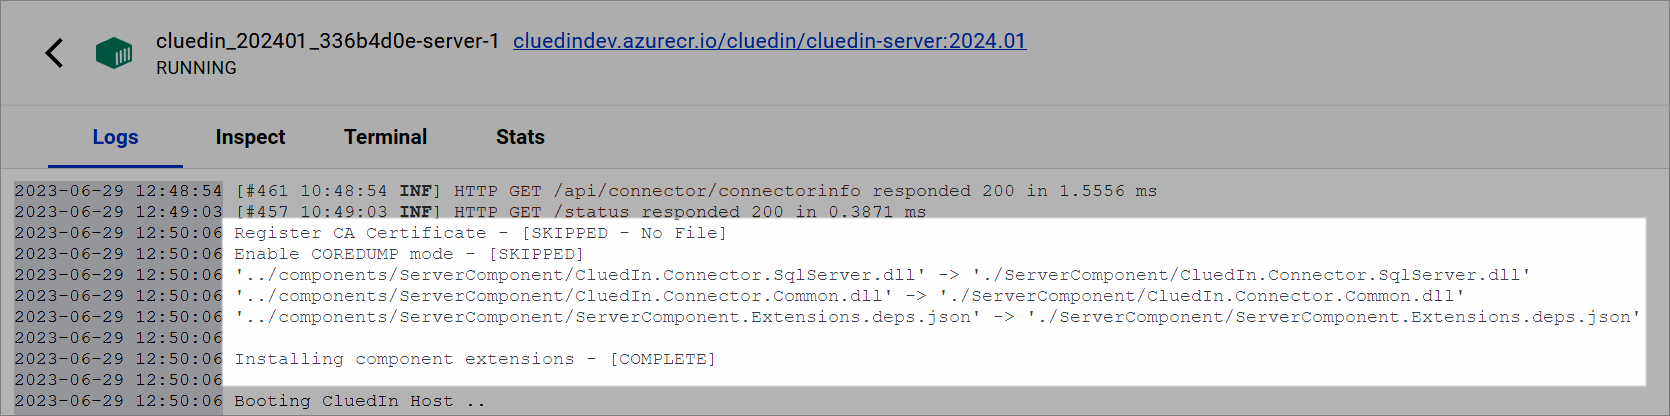 cluedin_202401_336b4d0e-server-1 cluedindev.azurecr.io/cluedin/cluedin-server:2024.01
RUNNING
Logs Inspect Terminal Stats
2023-06-29 12:48:54 [#461 10:48:54 INF] HTTP GET /api/connector/connectorinfo responded 200 in 1.5556 ms
2023-06-29 12:49:03 [#457 10:49:03 INF] HTTP GET /status responded 200 in 0.3871 ms
2023-06-29 12:50:06 Register CA Certificate - [SKIPPED - No File]
2023-06-29 12:50:06 Enable COREDUMP mode - [SKIPPED]
2023-06-29 12:50:06 '../components/ServerComponent/CluedIn.Connector.SqlServer.dll' -> './ServerComponent/CluedIn.Connector.SqlServer.dll'
2023-06-29 12:50:06 '../components/ServerComponent/CluedIn.Connector.Common.dll' -> './ServerComponent/CluedIn.Connector.Common.dll'
2023-06-29 12:50:06 '../components/ServerComponent/ServerComponent.Extensions.deps.json' -> './ServerComponent/ServerComponent.Extensions.deps.json'
2023-06-29 12:50:06
2023-06-29 12:50:06 Installing component extensions - [COMPLETE]
2023-06-29 12:50:06
2023-06-29 12:50:06 Booting CluedIn Host ..